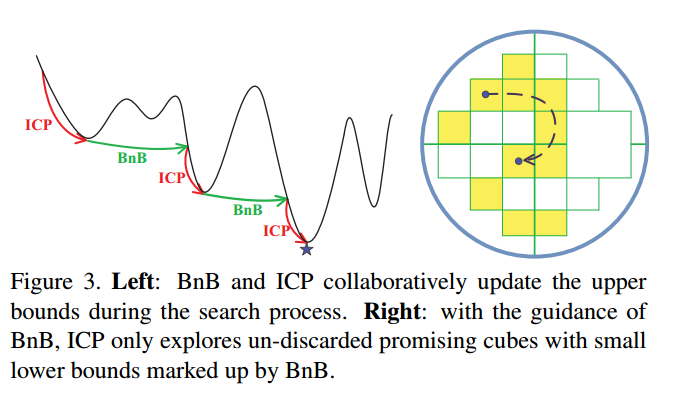 ICP
BnB
ICP
BnB
ICP
Figure 3. Left: BnB and ICP collaboratively update the upper
bounds during the search process. Right: with the guidance of
BnB, ICP only explores un-discarded promising cubes with small
lower bounds marked up by BnB.